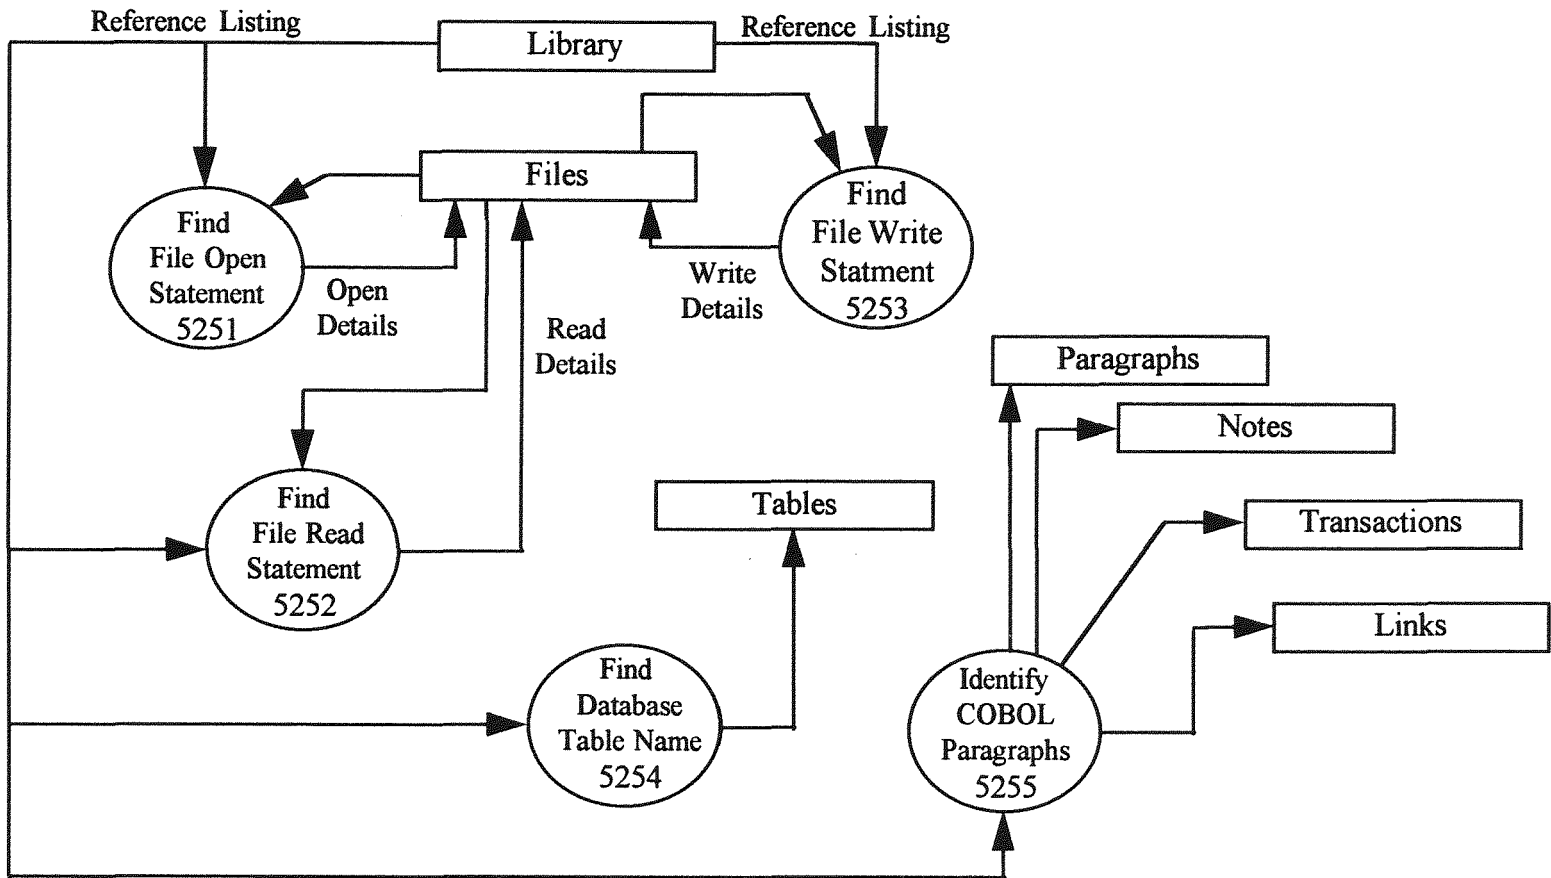 Reference Listing
Library
Reference Listing
Files
Find
File Open
Statement
5251
Open
Details
Find
File Write
Statment
5253
Write
Details
Read
Details
Paragraphs
Notes
Find
File Read
Statement
5252
Tables
Transactions
Links
Find
Database
Table Name
5254
Identify
COBOL
Paragraphs
5255